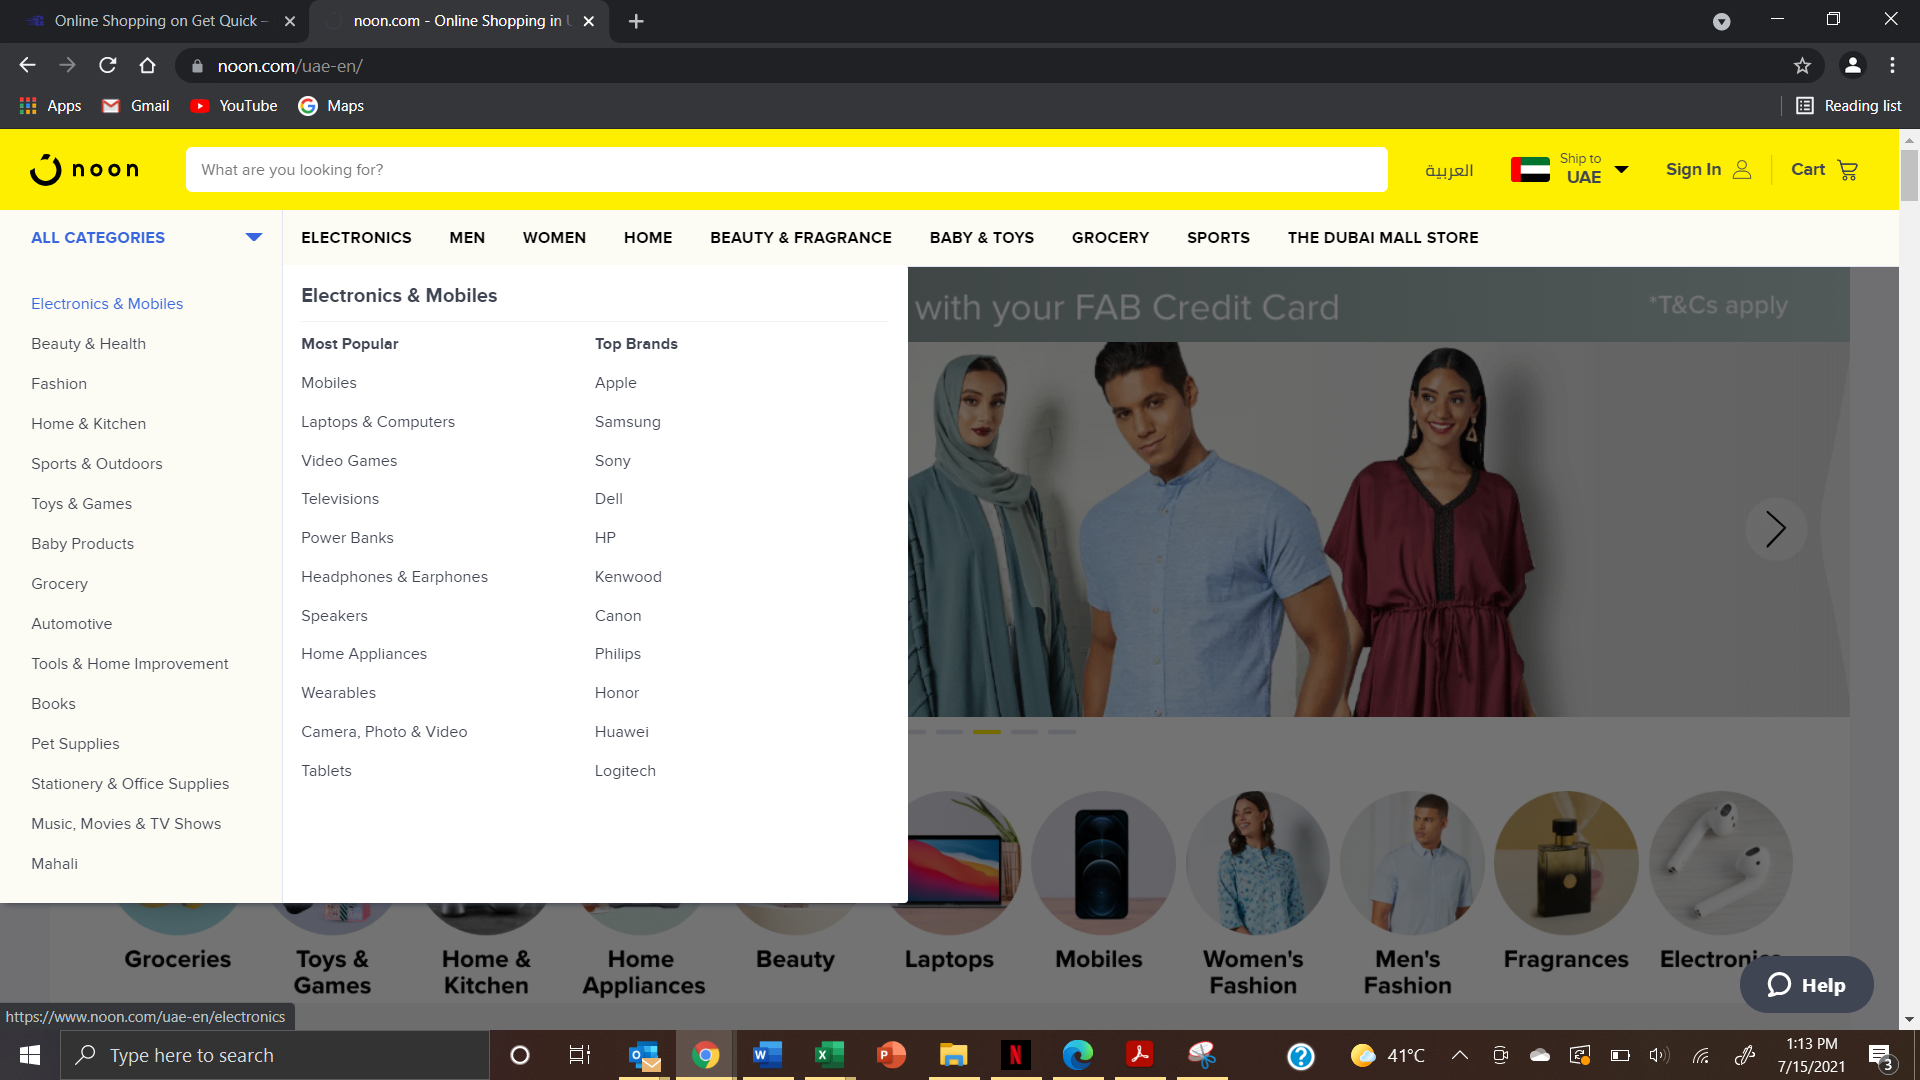 Online Shopping on Get Quick –
noon.com - Online Shopping in U
noon.com/uae-en/
Apps
Gmail
YouTube
Maps
Reading list
noon
What are you looking for?
العربية
Ship to
UAE
Sign In
Cart
ALL CATEGORIES
ELECTRONICS
MEN
WOMEN
HOME
BEAUTY & FRAGRANCE
BABY & TOYS
GROCERY
SPORTS
THE DUBAI MALL STORE
Electronics & Mobiles
Beauty & Health
Fashion
Home & Kitchen
Sports & Outdoors
Toys & Games
Baby Products
Grocery
Automotive
Tools & Home Improvement
Books
Pet Supplies
Stationery & Office Supplies
Music, Movies & TV Shows
Mahali
Electronics & Mobiles
Most Popular
Mobiles
Laptops & Computers
Video Games
Televisions
Power Banks
Headphones & Earphones
Speakers
Home Appliances
Wearables
Camera, Photo & Video
Tablets
Top Brands
Apple
Samsung
Sony
Dell
HP
Kenwood
Canon
Philips
Honor
Huawei
Logitech
with your FAB Credit Card
*T&Cs apply
Groceries
Toys &
Games
Home &
Kitchen
Home
Appliances
Beauty
Laptops
Mobiles
Women's
Fashion
Men's
Fashion
Fragrances
Electronics
Help
https://www.noon.com/uae-en/electronics
Type here to search
41°C
1:13 PM
7/15/2021
3